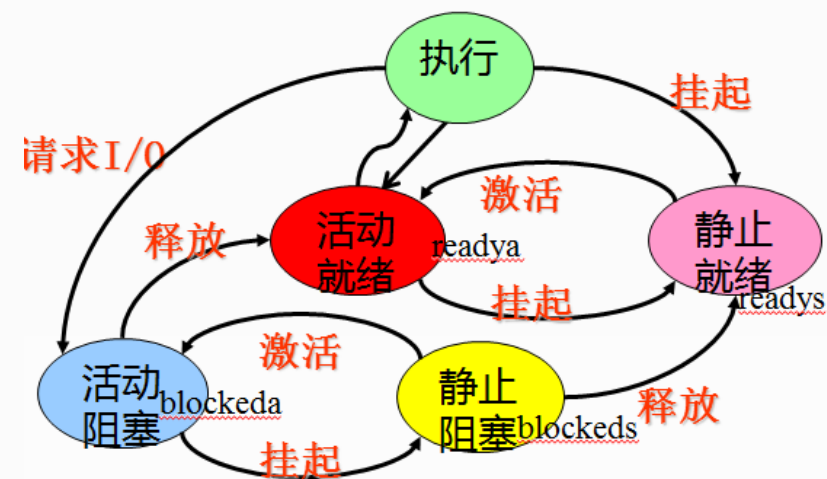 执行
挂起
请求I/O
激活
释放
活动
就绪
readya
静止
就绪
readys
挂起
激活
活动
阻塞
blockeda
静止
阻塞
blockeds
释放
挂起